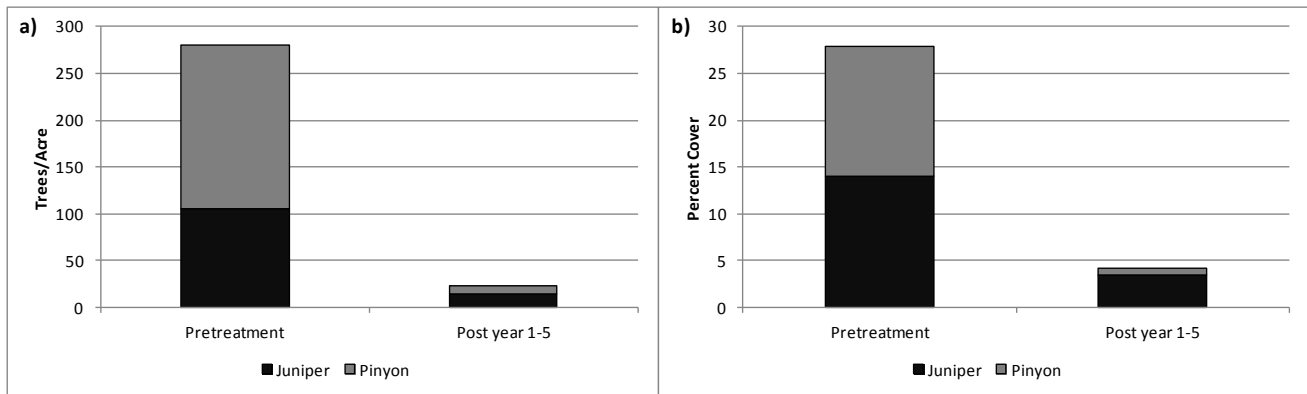 a)
300
250
200
150
100
50
0
Trees/Acre
Pretreatment Post year 1-5
Juniper Pinyon
b)
30
25
20
15
10
5
0
Percent Cover
Pretreatment Post year 1-5
Juniper Pinyon